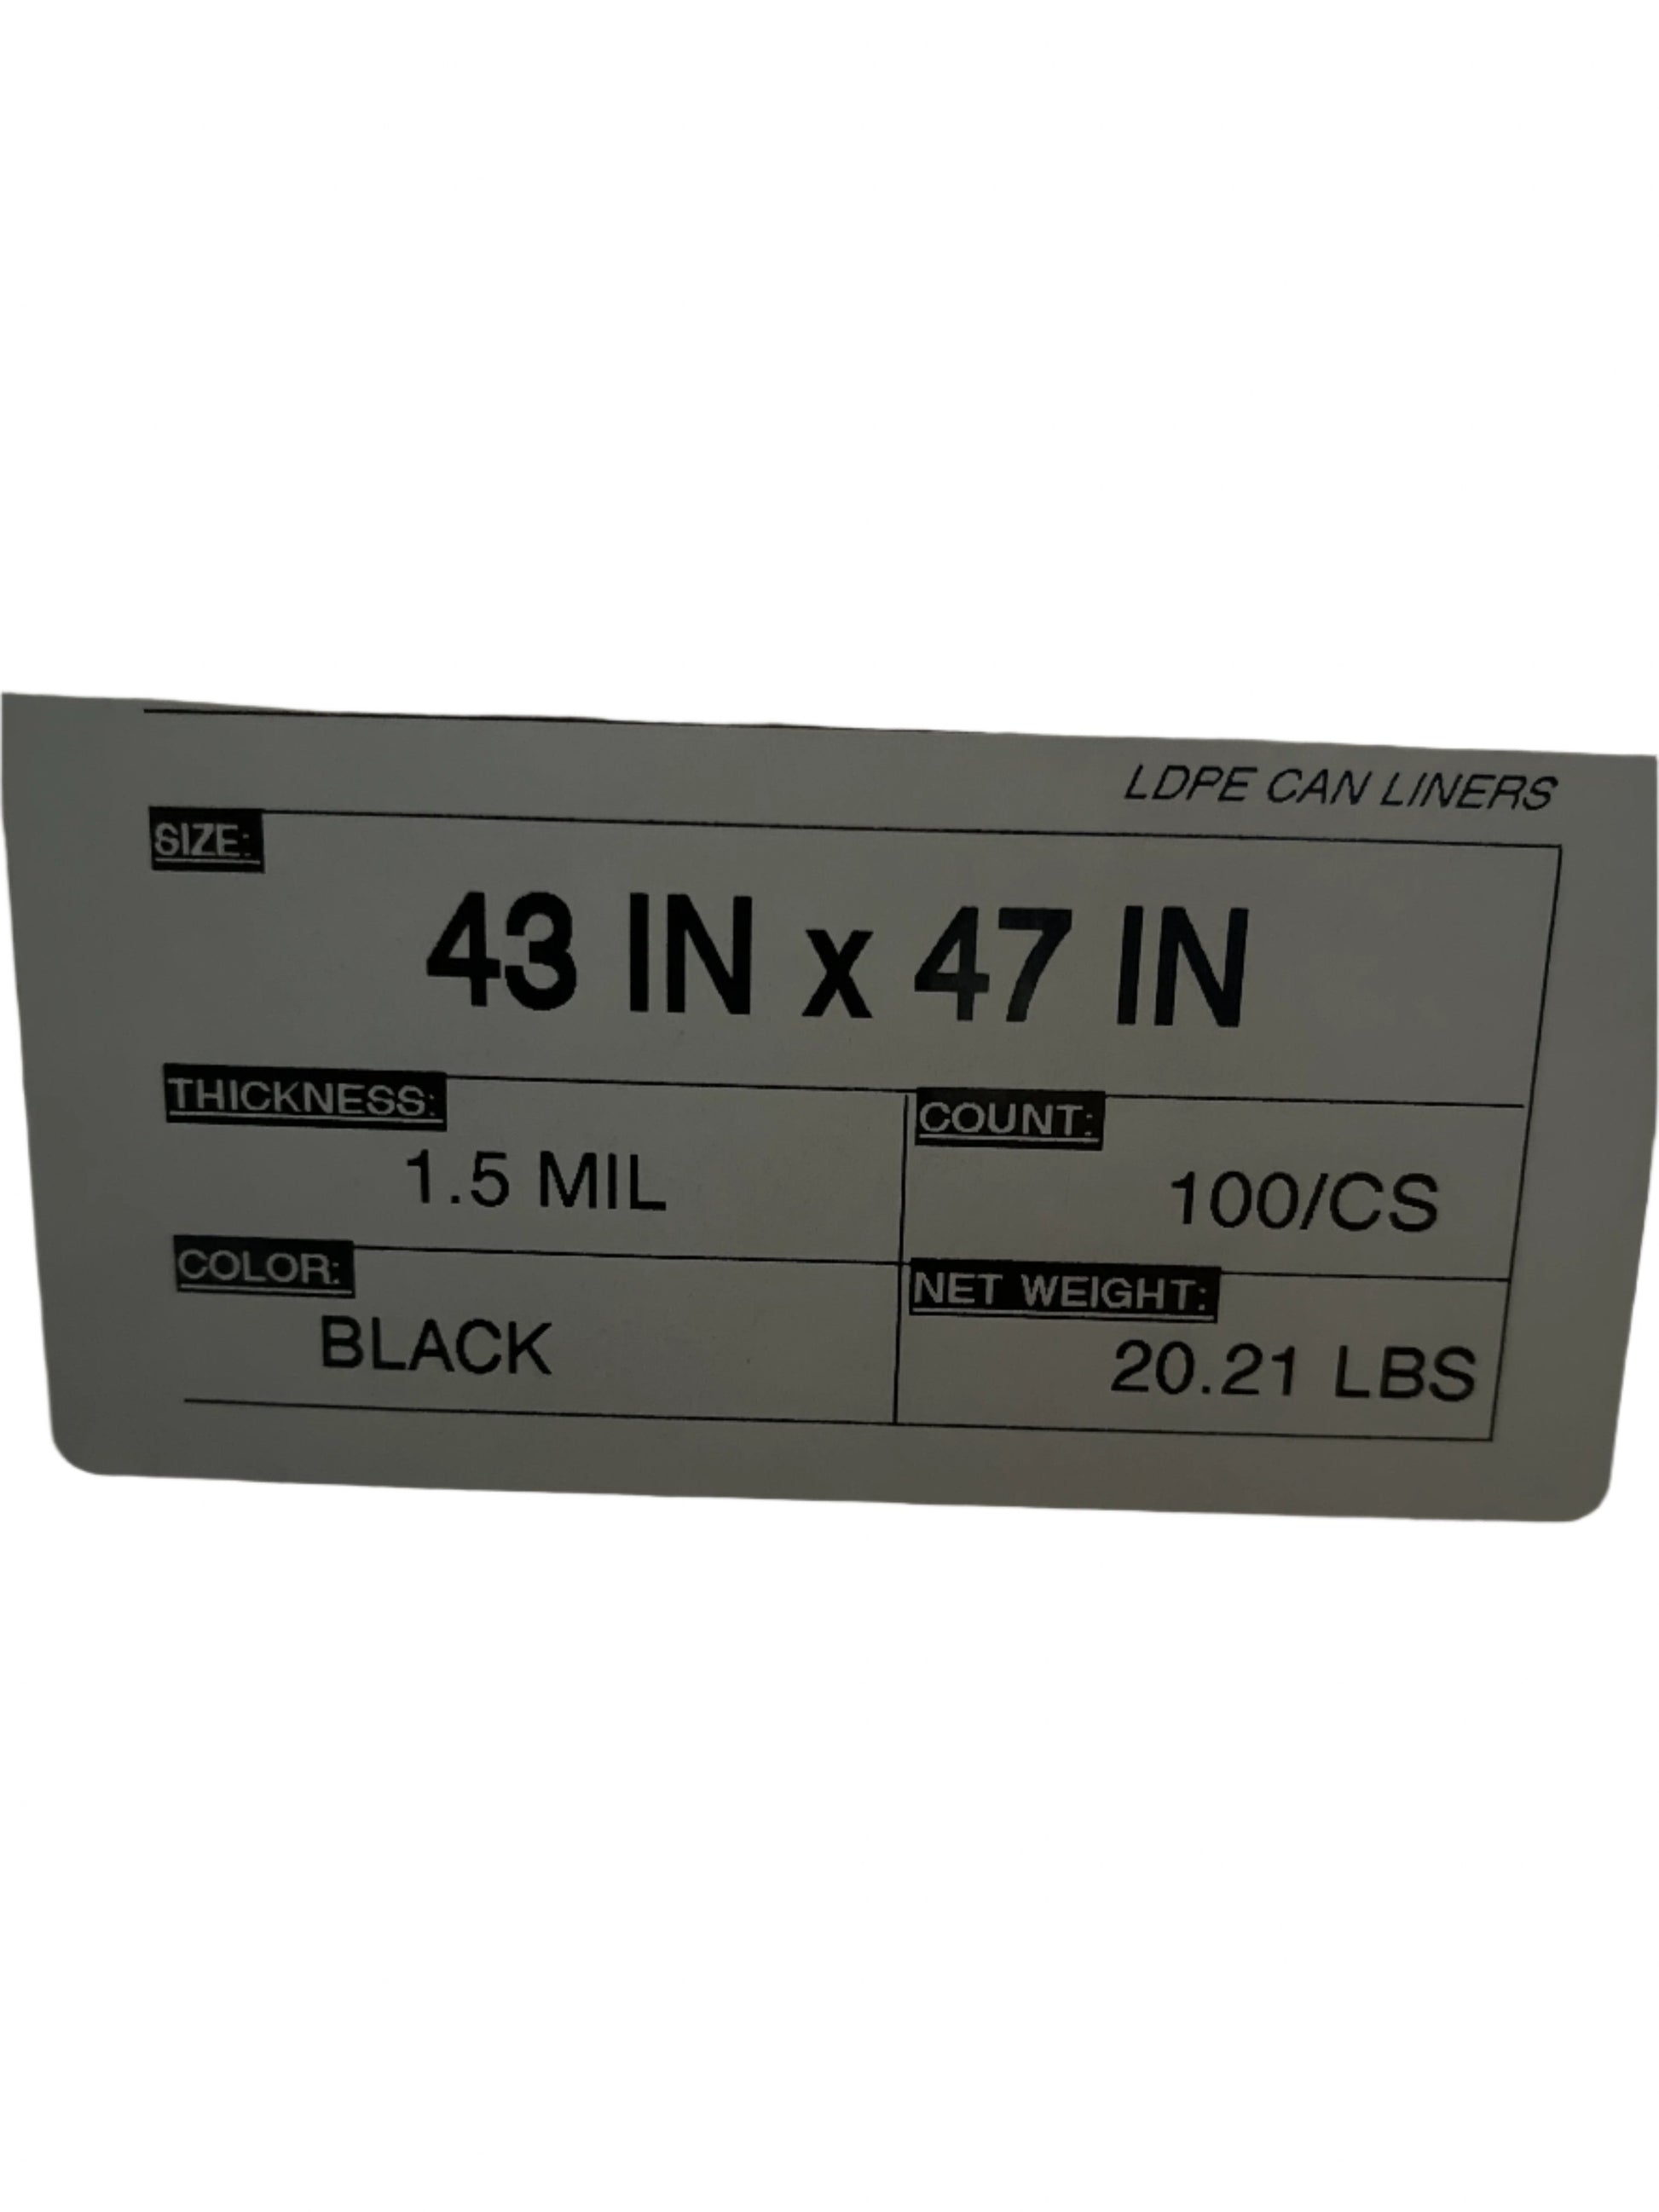 LDPE CAN LINERS
SIZE:
43 IN x 47 IN
THICKNESS:
1.5 MIL
COUNT:
100/CS
COLOR:
BLACK
NET WEIGHT:
20.21 LBS